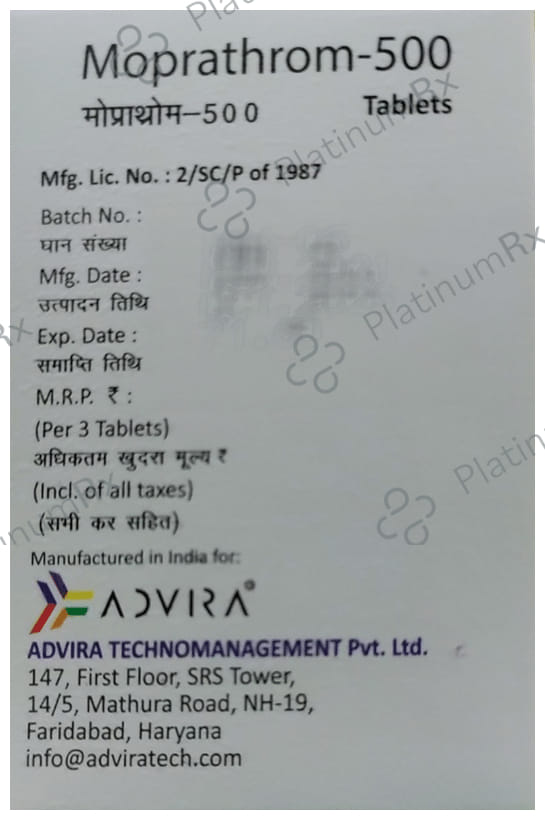 Moprathrom-500
मोप्राथ्रोम–500
Tablets
Mfg. Lic. No. : 2/SC/P of 1987
Batch No. :
घान संख्या
Mfg. Date :
उत्पादन तिथि
Exp. Date :
समाप्ति तिथि
M.R.P. ₹ :
(Per 3 Tablets)
अधिकतम खुदरा मूल्य ₹
(Incl. of all taxes)
(सभी कर सहित)
Manufactured in India for:
ADVIRA®
ADVIRA TECHNOMANAGEMENT Pvt. Ltd.
147, First Floor, SRS Tower,
14/5, Mathura Road, NH-19,
Faridabad, Haryana
info@adviratech.com
PlatinumRx
PlatinumRx